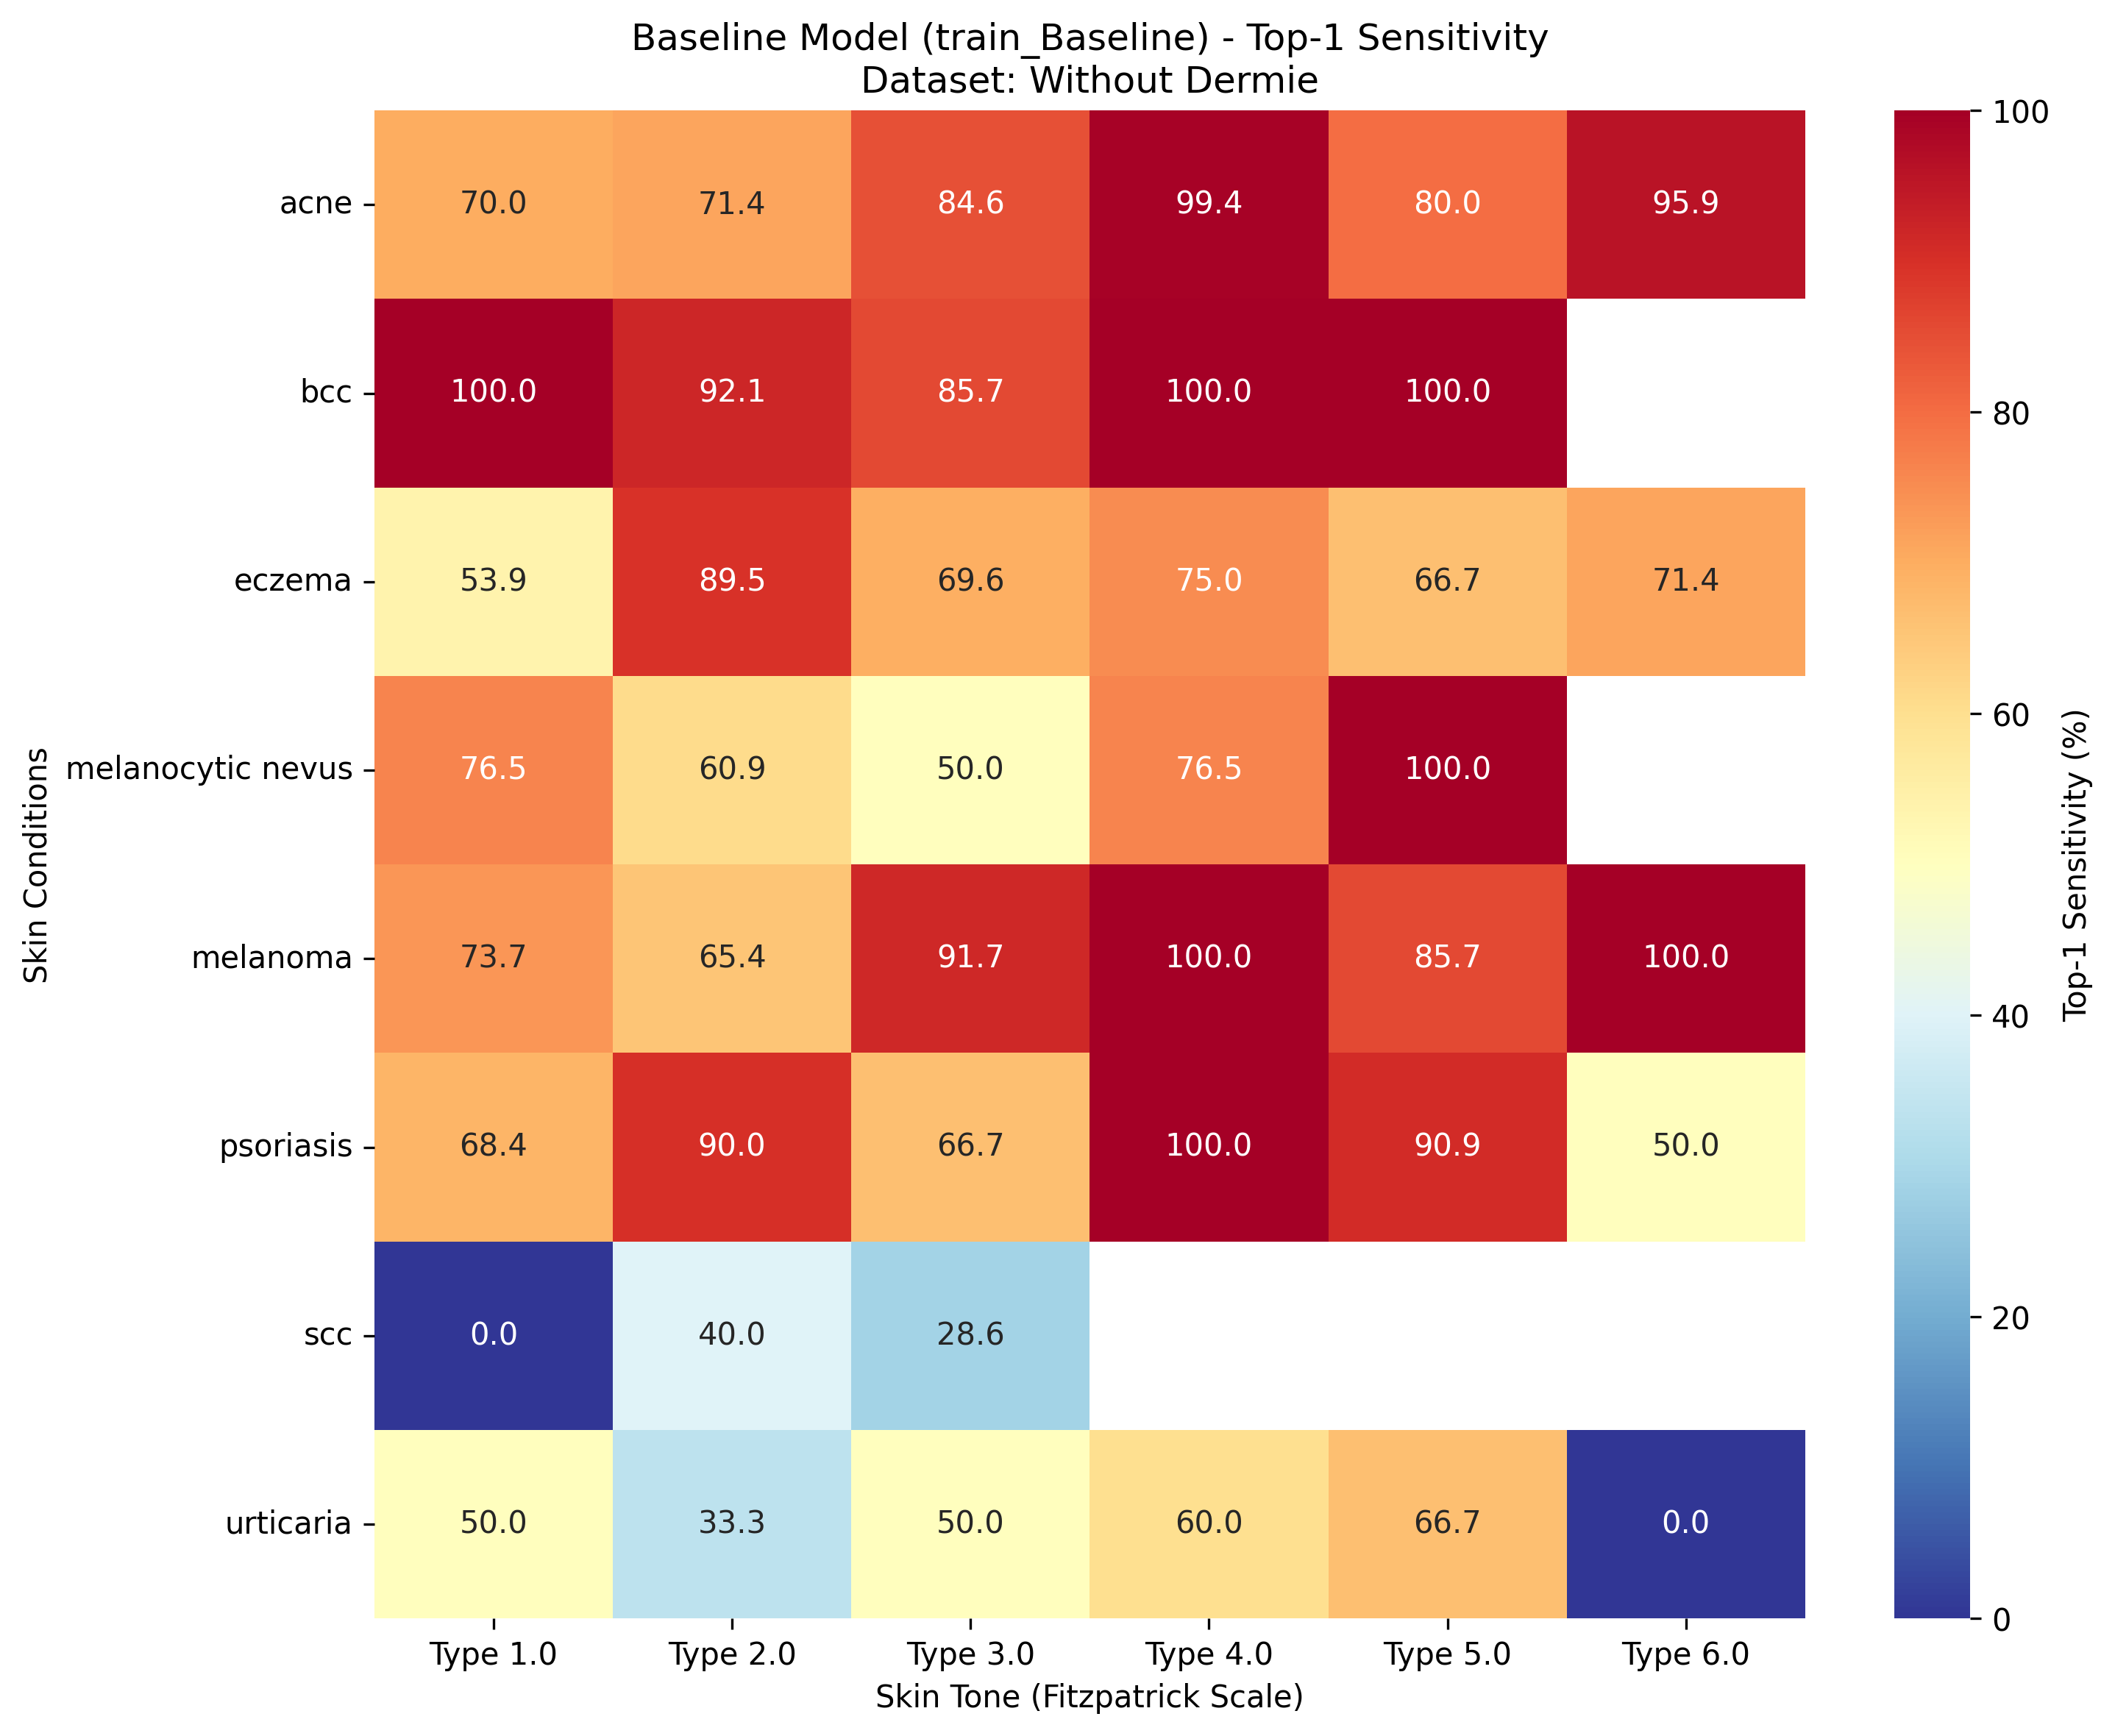 Baseline Model (train_Baseline) - Top-1 Sensitivity
Dataset: Without Dermie
acne 70.0 71.4 84.6 99.4 80.0 95.9
bcc 100.0 92.1 85.7 100.0 100.0
eczema 53.9 89.5 69.6 75.0 66.7 71.4
melanocytic nevus 76.5 60.9 50.0 76.5 100.0
melanoma 73.7 65.4 91.7 100.0 85.7 100.0
psoriasis 68.4 90.0 66.7 100.0 90.9 50.0
scc 0.0 40.0 28.6
urticaria 50.0 33.3 50.0 60.0 66.7 0.0
Type 1.0 Type 2.0 Type 3.0 Type 4.0 Type 5.0 Type 6.0
Skin Tone (Fitzpatrick Scale)
Skin Conditions
100
80
60
40
20
0
Top-1 Sensitivity (%)